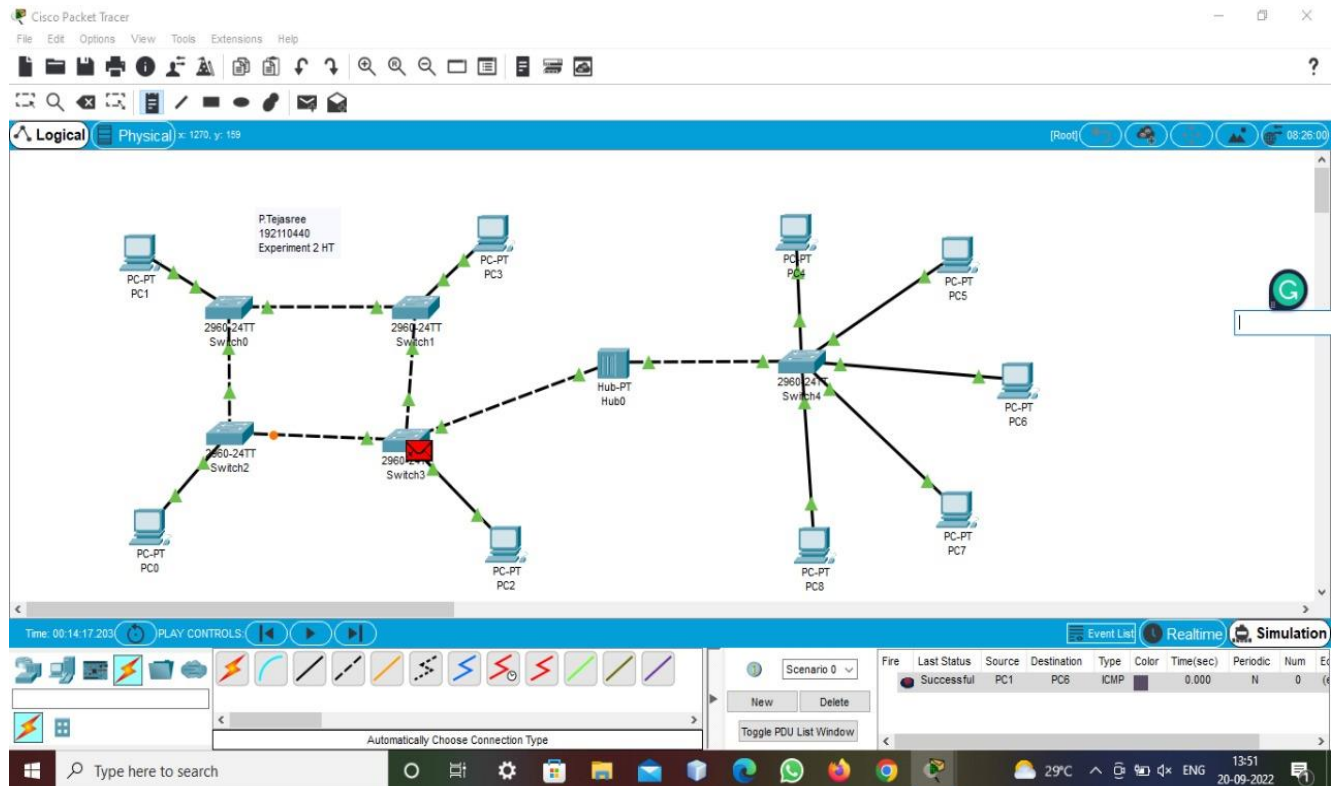 Cisco Packet Tracer
File Edit Options View Tools Extensions Help
?
Logical
Physical
x: 1270, y: 159
[Root]
08:26:00
P.Tejasree
192110440
Experiment 2 HT
PC-PT
PC1
PC-PT
PC3
PC-PT
PC4
PC-PT
PC5
2960-24TT
Switch0
2960-24TT
Switch1
G
Hub-PT
Hub0
2960-24TT
Switch4
PC-PT
PC6
2960-24TT
Switch2
2960-24TT
Switch3
PC-PT
PC0
PC-PT
PC2
PC-PT
PC7
PC-PT
PC8
Time: 00:14:17.203
PLAY CONTROLS:
Event List
Realtime
Simulation
Scenario 0
New Delete
Toggle PDU List Window
Fire Last Status Source Destination Type Color Time(sec) Periodic Num
Successful PC1 PC6 ICMP 0.000 N 0
Automatically Choose Connection Type
Type here to search
29°C
ENG
13:51
20-09-2022